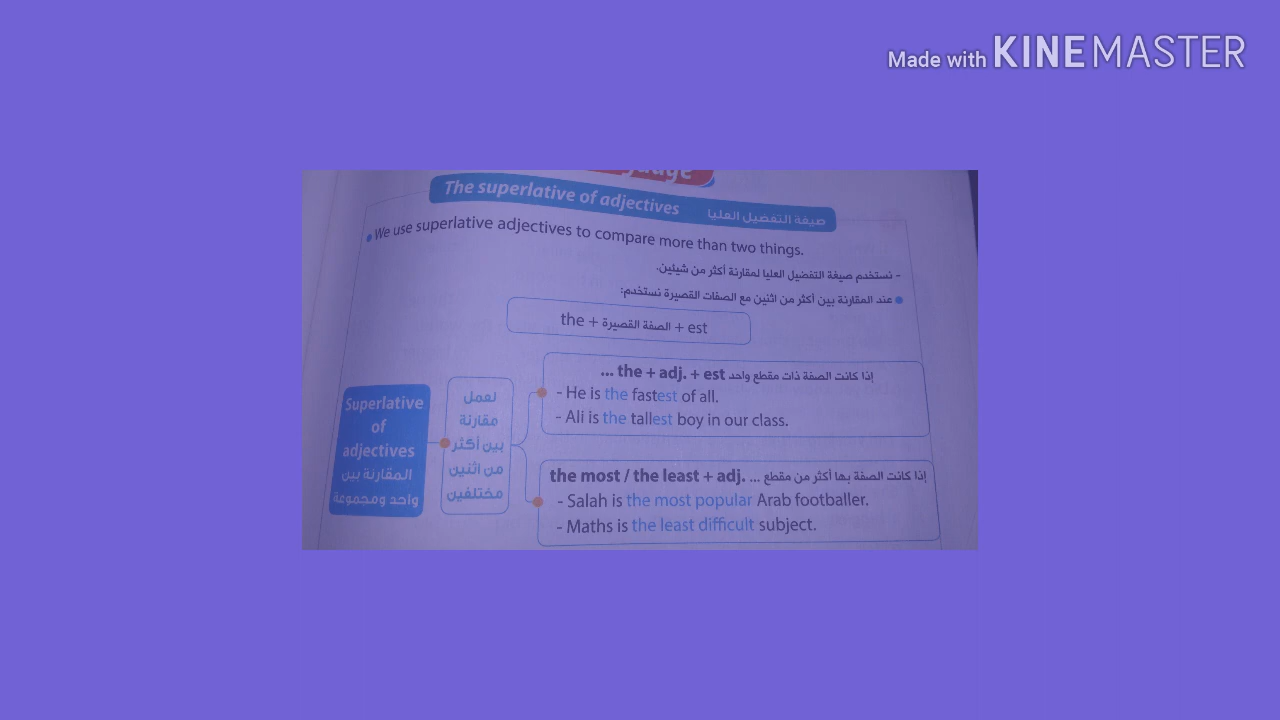 Made with KINEMASTER
The superlative of adjectives صيغة التفضيل العليا
We use superlative adjectives to compare more than two things.
- نستخدم صيغة التفضيل العليا لمقارنة أكثر من شيئين.
عند المقارنة بين أكثر من اثنين مع الصفات القصيرة نستخدم:
the + الصفة القصيرة + est
Superlative
of
adjectives
المقارنة بين
واحد ومجموعة
لعمل
مقارنة
بين أكثر
من اثنين
مختلفين
إذا كانت الصفة ذات مقطع واحد the + adj. + est ...
- He is the fastest of all.
- Ali is the tallest boy in our class.
إذا كانت الصفة بها أكثر من مقطع ... the most / the least + adj.
- Salah is the most popular Arab footballer.
- Maths is the least difficult subject.